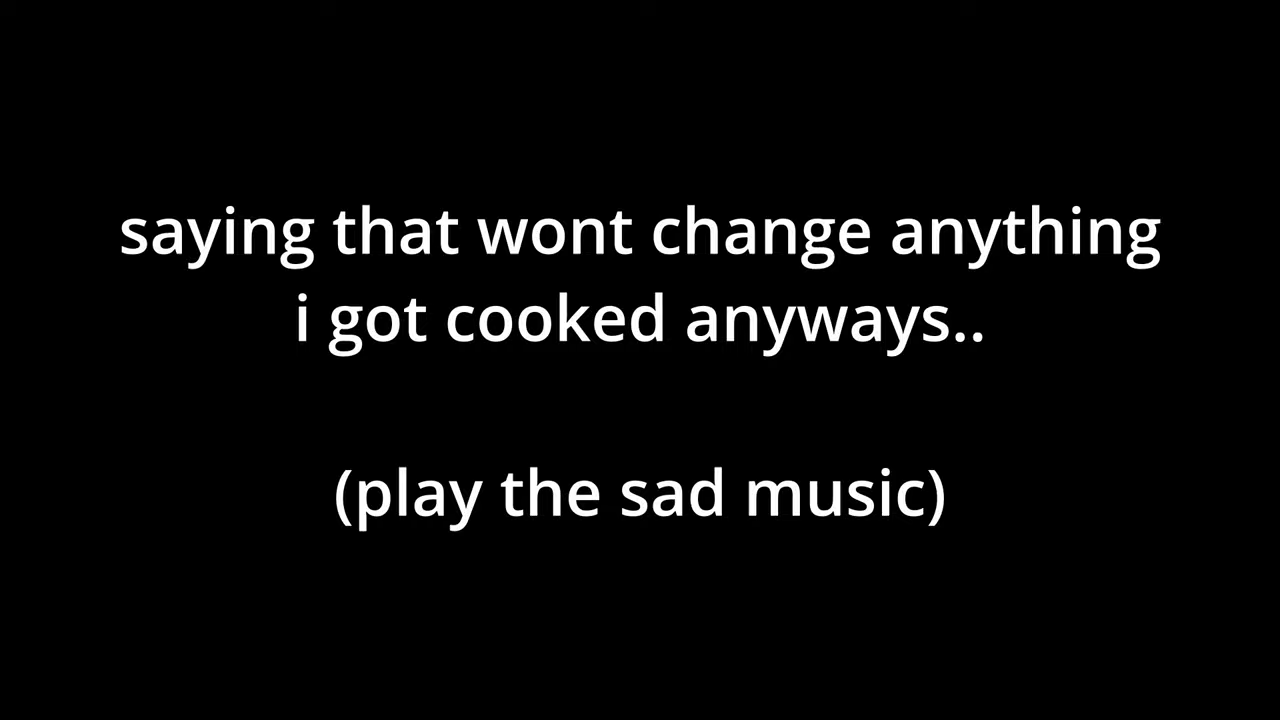 saying that wont change anything
i got cooked anyways..
(play the sad music)